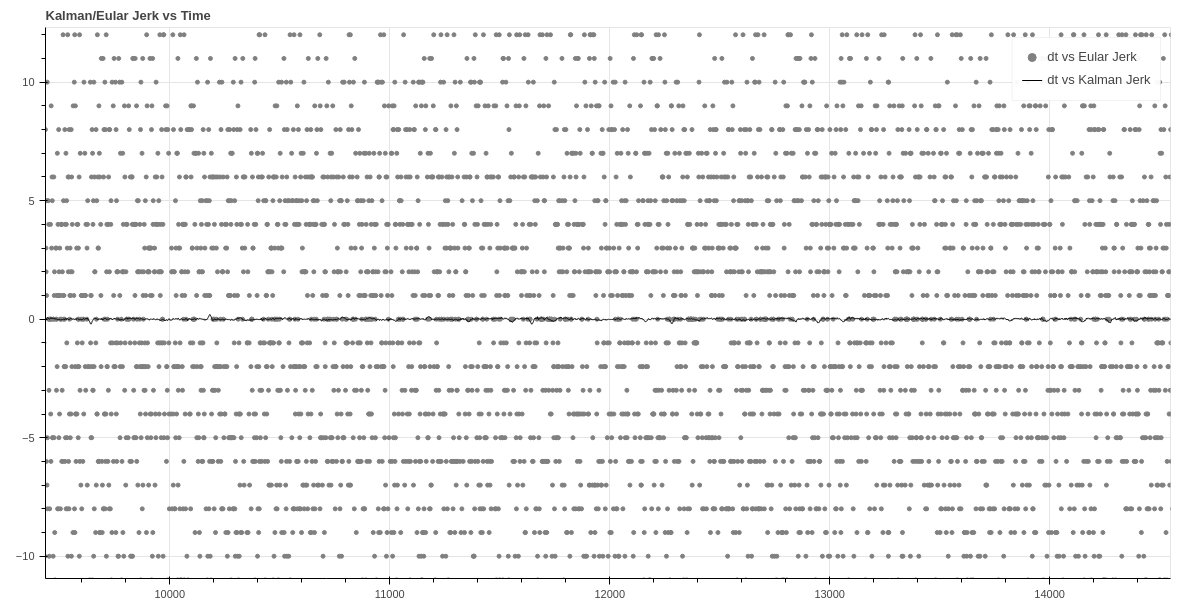 Kalman/Eular Jerk vs Time
dt vs Eular Jerk
dt vs Kalman Jerk
10
5
0
−5
−10
10000 11000 12000 13000 14000